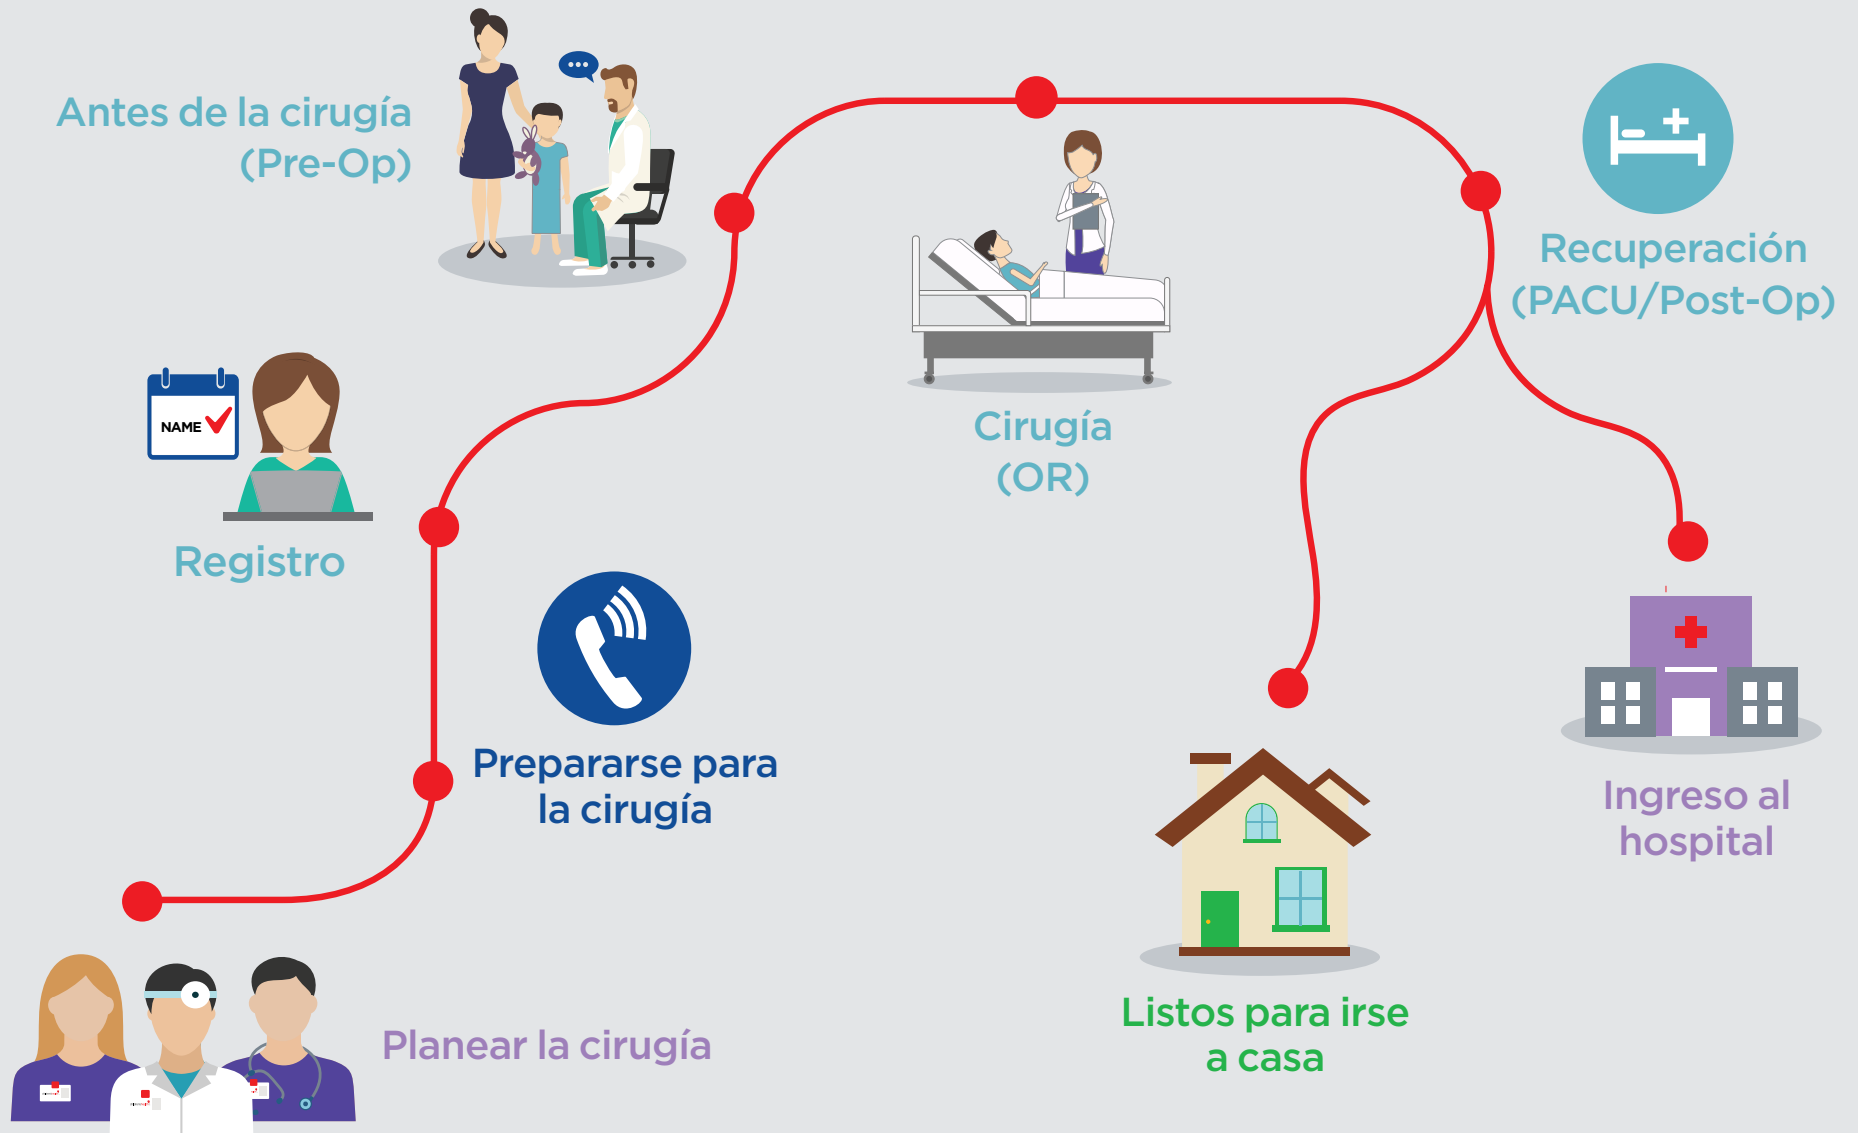 Antes de la cirugía
(Pre-Op)
Recuperación
(PACU/Post-Op)
NAME
Cirugía
(OR)
Registro
Prepararse para
la cirugía
Ingreso al
hospital
Listos para irse
a casa
Planear la cirugía